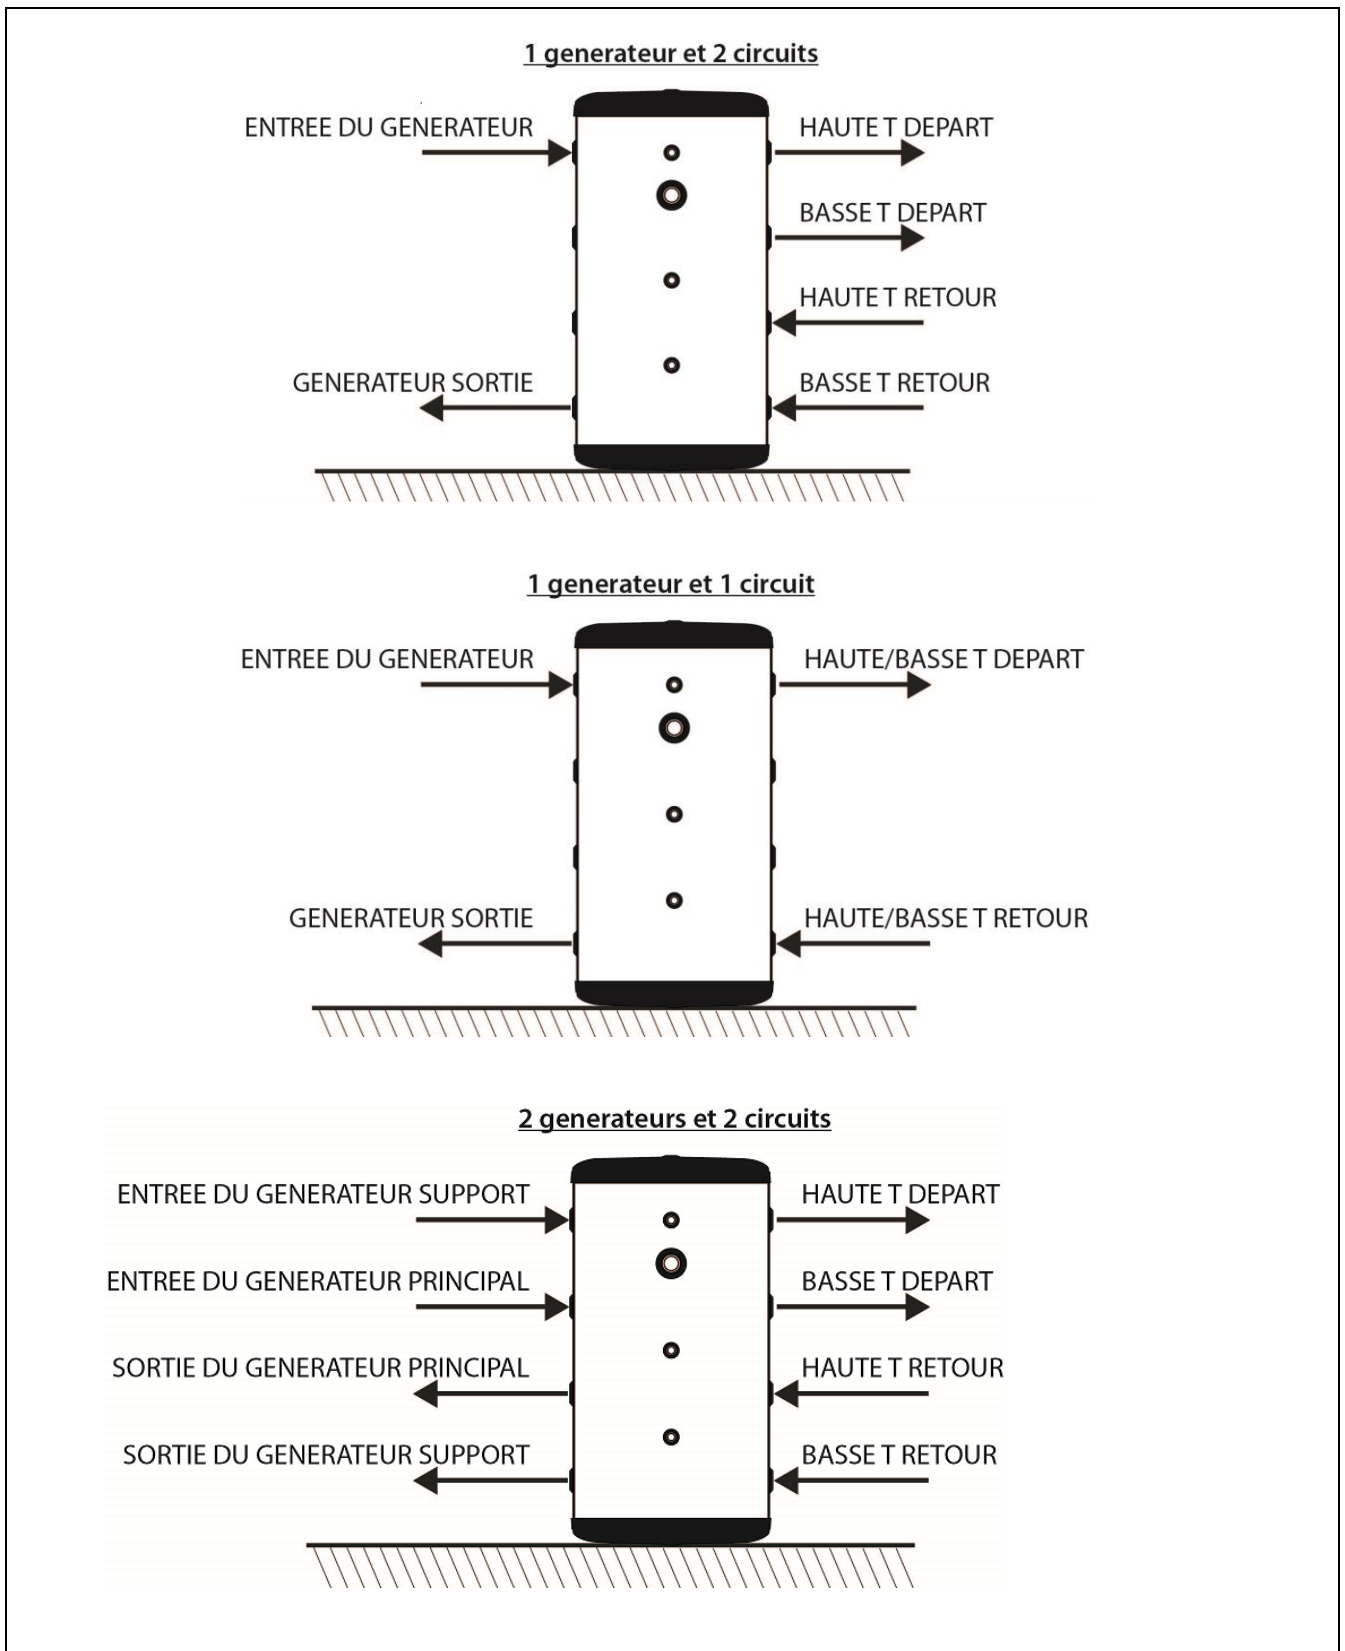 1 generateur et 2 circuits
ENTREE DU GENERATEUR
HAUTE T DEPART
BASSE T DEPART
HAUTE T RETOUR
GENERATEUR SORTIE
BASSE T RETOUR
1 generateur et 1 circuit
ENTREE DU GENERATEUR
HAUTE/BASSE T DEPART
GENERATEUR SORTIE
HAUTE/BASSE T RETOUR
2 generateurs et 2 circuits
ENTREE DU GENERATEUR SUPPORT
HAUTE T DEPART
ENTREE DU GENERATEUR PRINCIPAL
BASSE T DEPART
SORTIE DU GENERATEUR PRINCIPAL
HAUTE T RETOUR
SORTIE DU GENERATEUR SUPPORT
BASSE T RETOUR